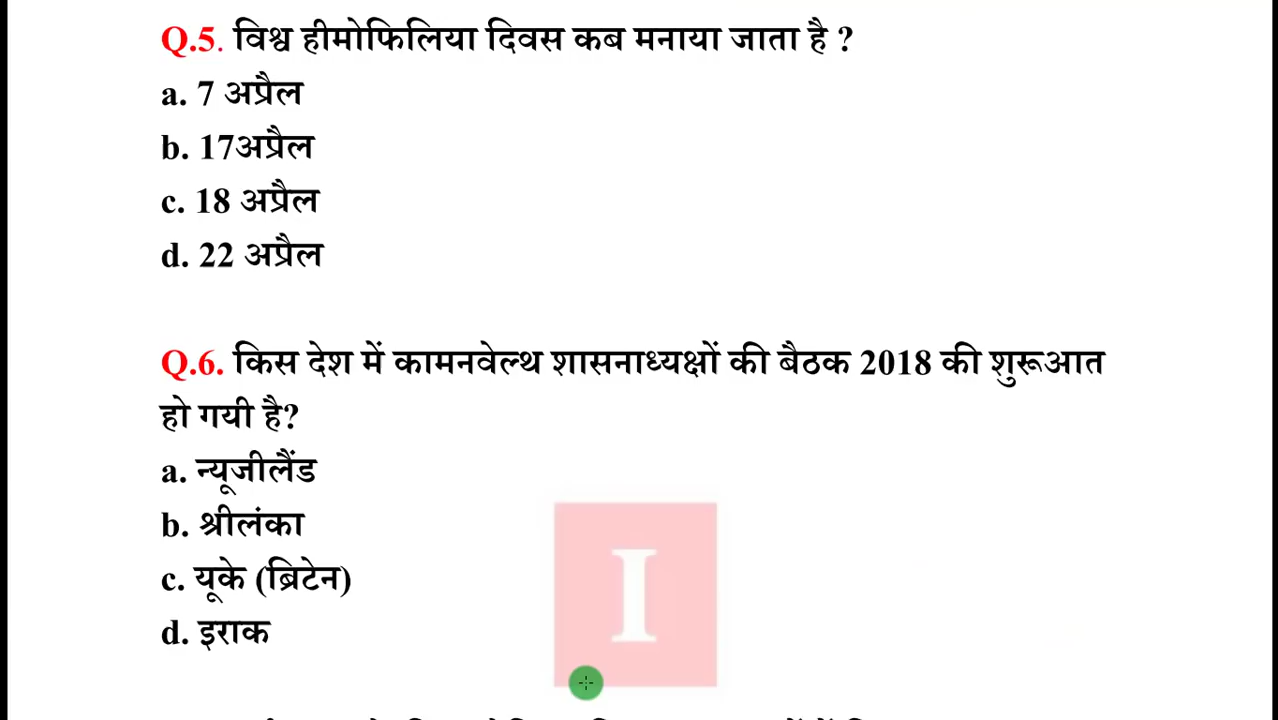 Q.5. विश्व हीमोफिलिया दिवस कब मनाया जाता है ?
a. 7 अप्रैल
b. 17अप्रैल
c. 18 अप्रैल
d. 22 अप्रैल
Q.6. किस देश में कामनवेल्थ शासनाध्यक्षों की बैठक 2018 की शुरूआत
हो गयी है?
a. न्यूजीलैंड
b. श्रीलंका
c. यूके (ब्रिटेन)
d. इराक
I